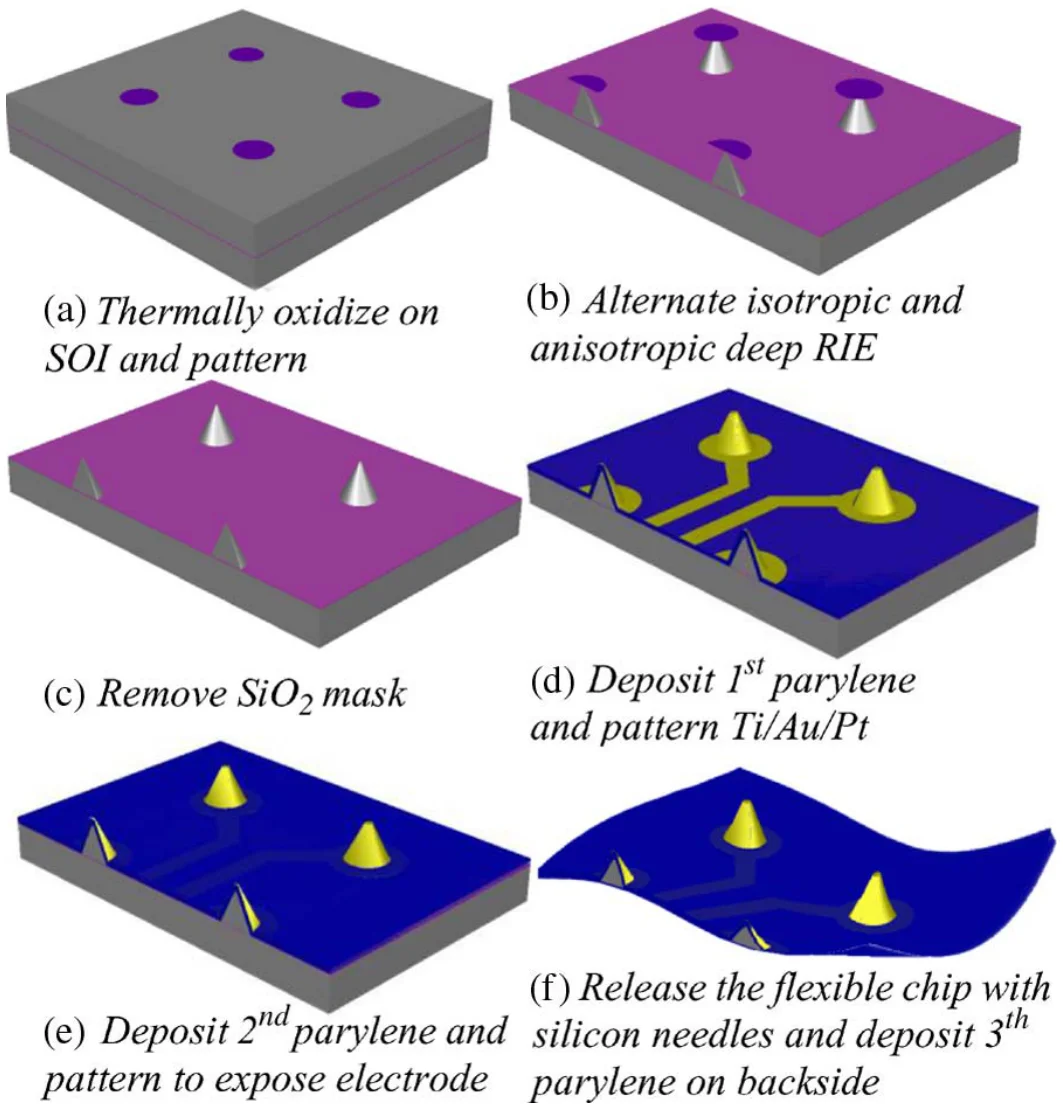 (a) Thermally oxidize on
SOI and pattern
(b) Alternate isotropic and
anisotropic deep RIE
(c) Remove SiO2 mask
(d) Deposit 1st parylene
and pattern Ti/Au/Pt
(e) Deposit 2nd parylene and
pattern to expose electrode
(f) Release the flexible chip with
silicon needles and deposit 3th
parylene on backside